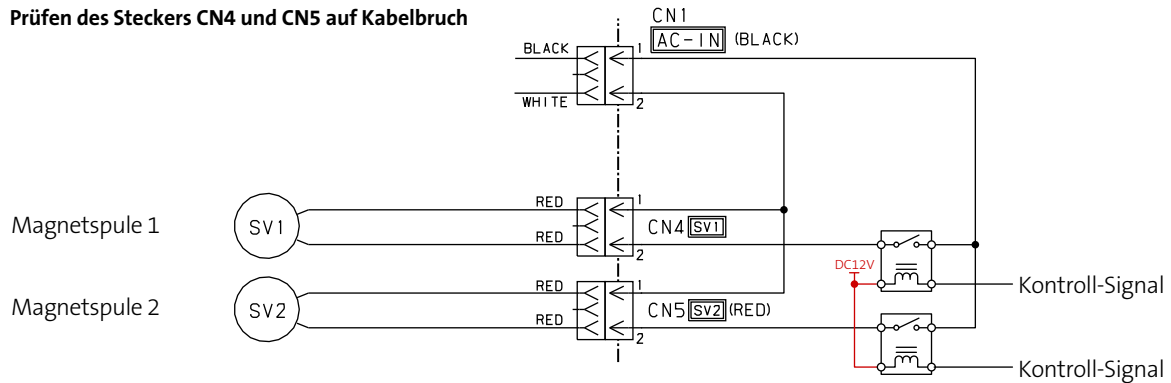 Prüfen des Steckers CN4 und CN5 auf Kabelbruch
CN1
AC-IN (BLACK)
BLACK
1
WHITE
2
Magnetspule 1
SV1
RED
1
RED
2
CN4 SV1
DC12V
Kontroll-Signal
Magnetspule 2
SV2
RED
1
RED
2
CN5 SV2 (RED)
Kontroll-Signal